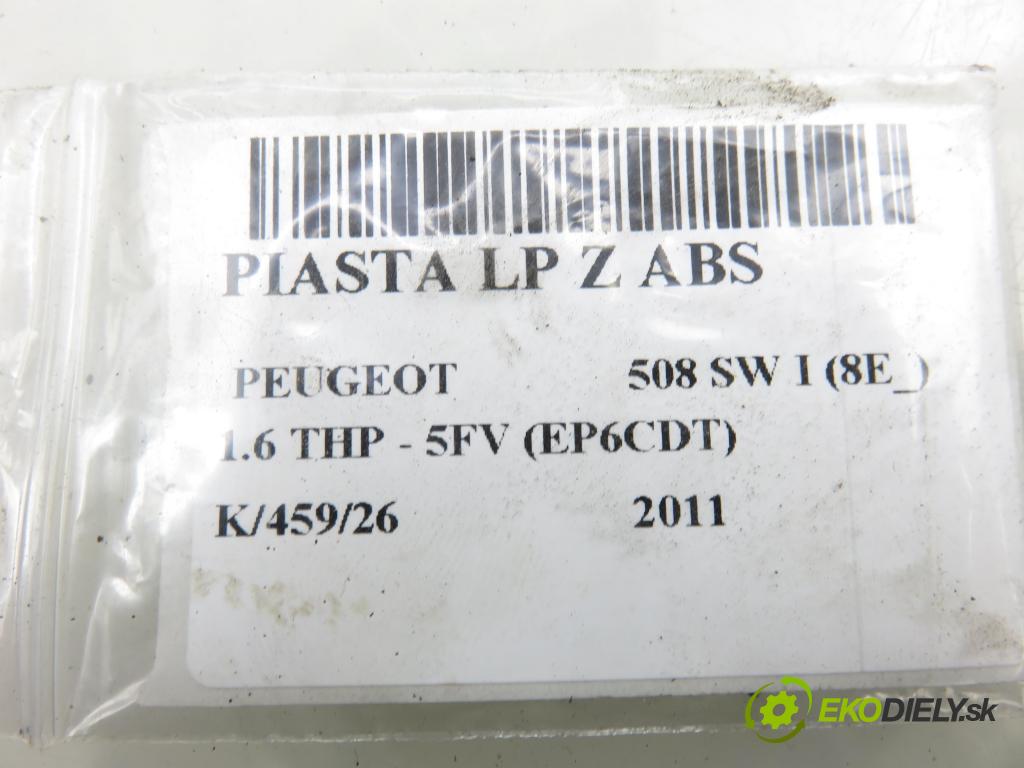 PIASTA LP Z ABS
PEUGEOT 508 SW I (8E_)
1.6 THP - 5FV (EP6CDT)
K/459/26 2011
EKODIELY.sk